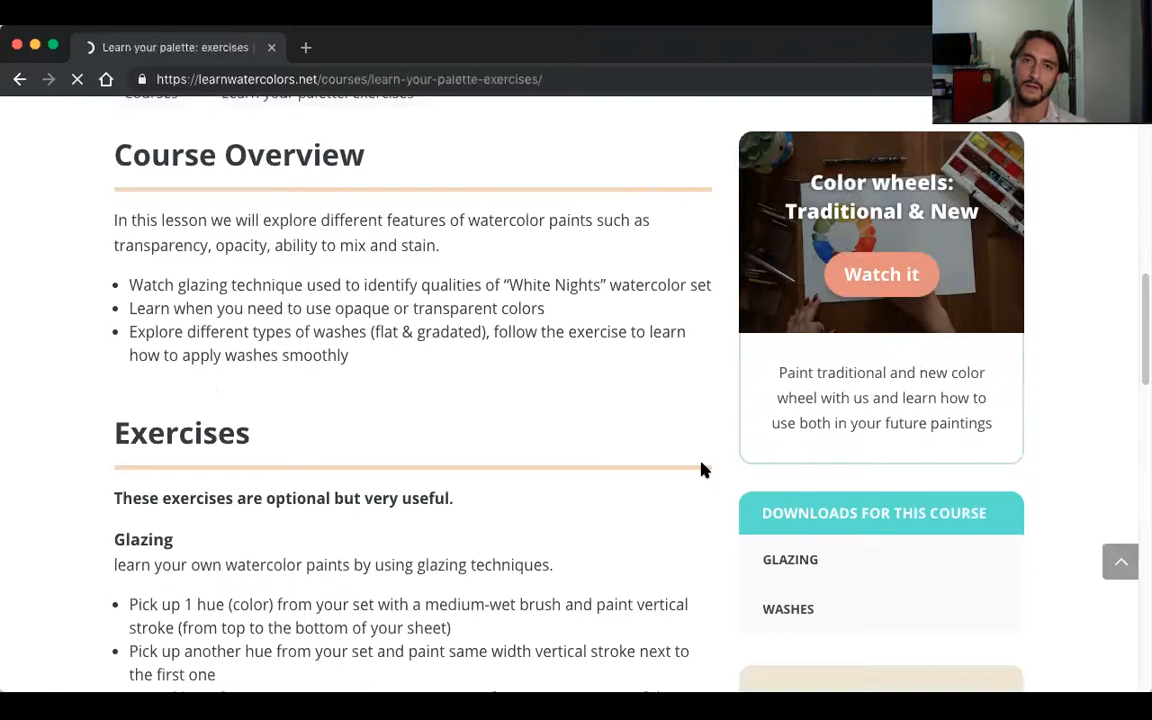 Learn your palette: exercises |
https://learnwatercolors.net/courses/learn-your-palette-exercises/
Courses Learn your palette: exercises
Course Overview
In this lesson we will explore different features of watercolor paints such as
transparency, opacity, ability to mix and stain.
• Watch glazing technique used to identify qualities of “White Nights” watercolor set
• Learn when you need to use opaque or transparent colors
• Explore different types of washes (flat & gradated), follow the exercise to learn
how to apply washes smoothly
Exercises
These exercises are optional but very useful.
Glazing
learn your own watercolor paints by using glazing techniques.
• Pick up 1 hue (color) from your set with a medium-wet brush and paint vertical
stroke (from top to the bottom of your sheet)
• Pick up another hue from your set and paint same width vertical stroke next to
the first one
Color wheels:
Traditional & New
Watch it
Paint traditional and new color
wheel with us and learn how to
use both in your future paintings
DOWNLOADS FOR THIS COURSE
GLAZING
WASHES